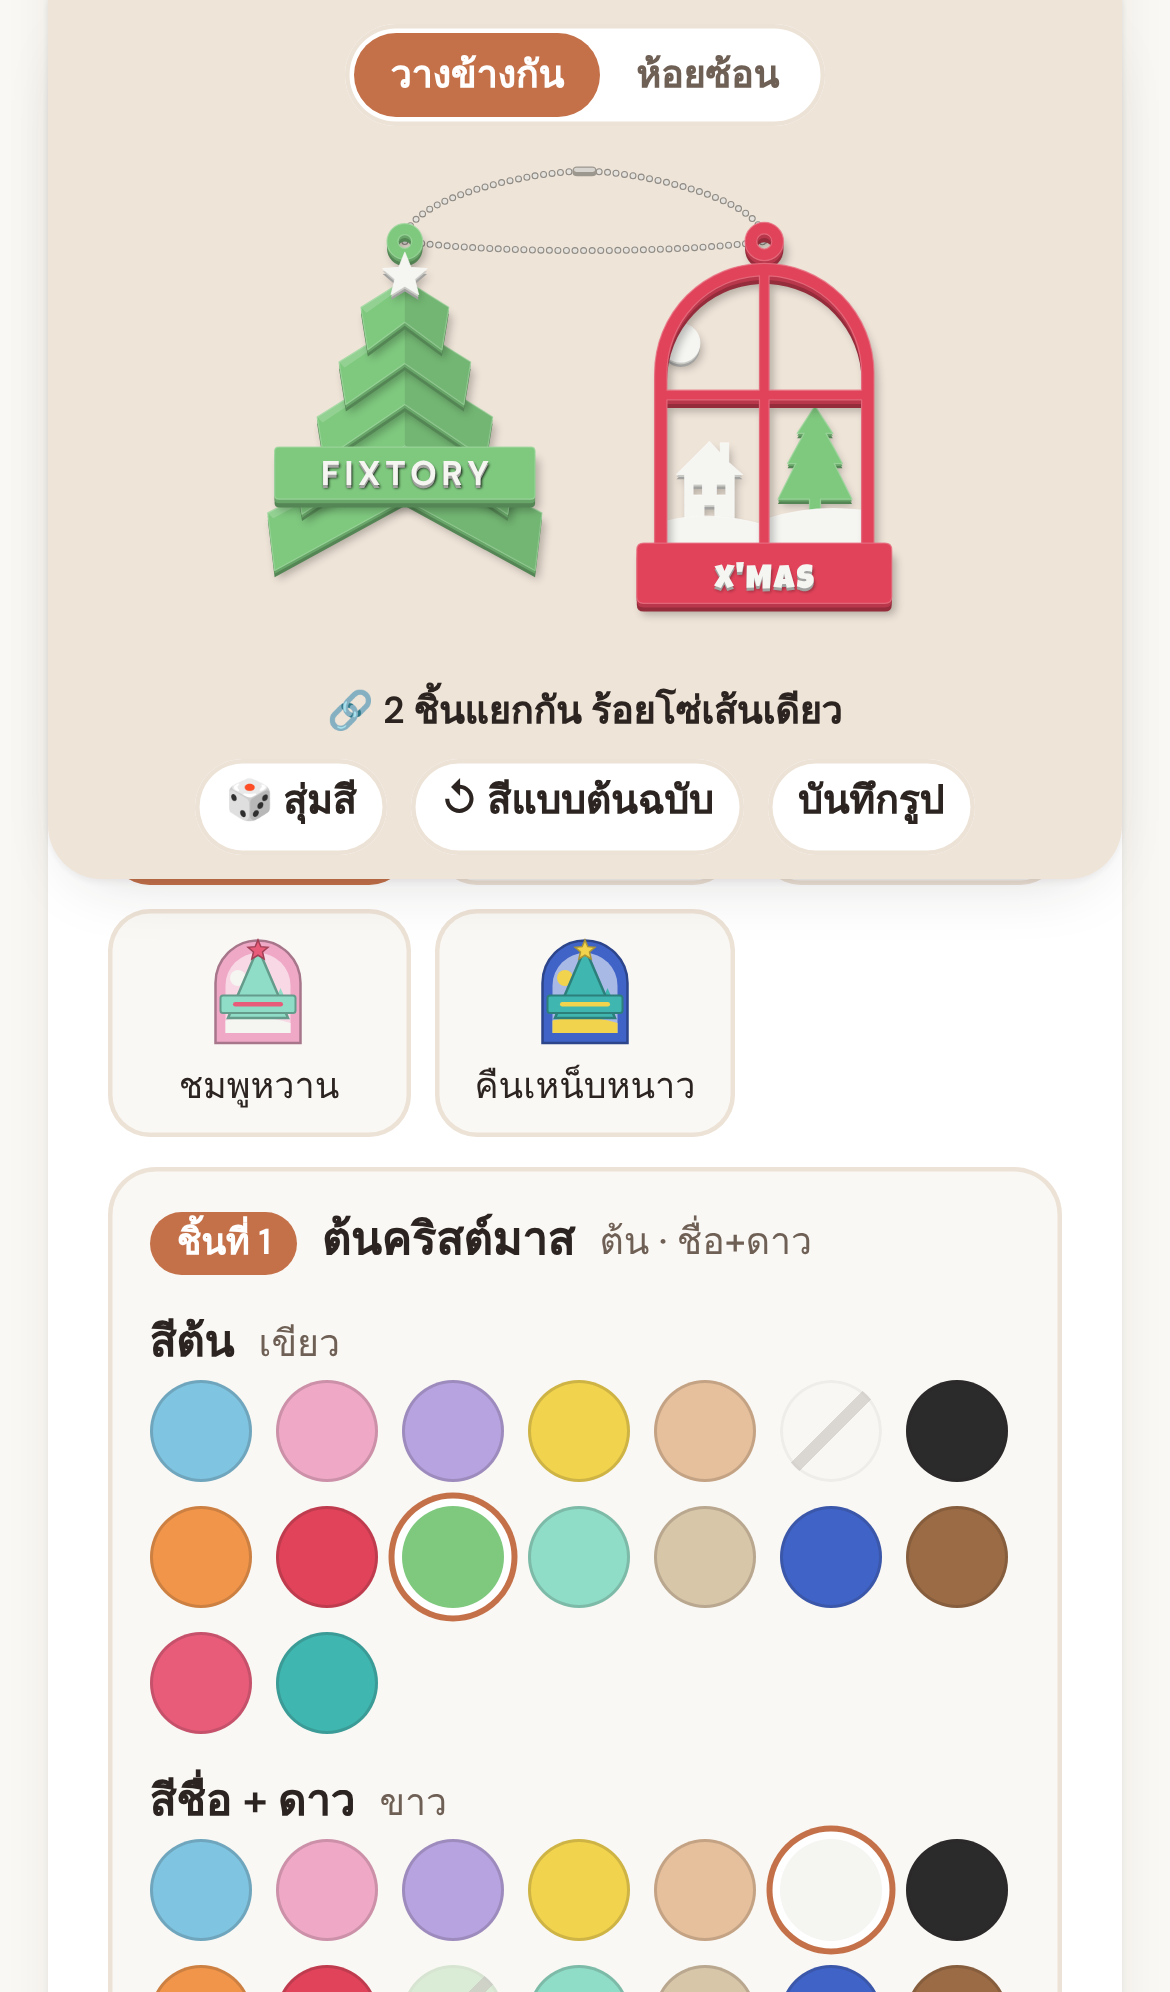 วางข้างกัน ห้อยซ้อน
FIXTORY
X'MAS
🔗 2 ชิ้นแยกกัน ร้อยโซ่เส้นเดียว
🎲 สุ่มสี ↺ สีแบบต้นฉบับ บันทึกรูป
ชมพูหวาน คืนเหน็บหนาว
ชิ้นที่ 1 ต้นคริสต์มาส ต้น · ชื่อ+ดาว
สีต้น เขียว
สีชื่อ + ดาว ขาว